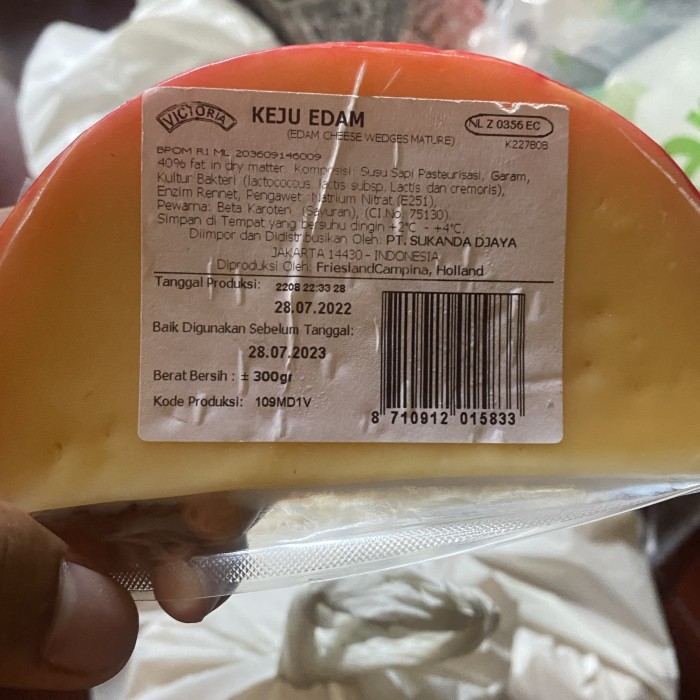 VICTORIA
KEJU EDAM
(EDAM CHEESE WEDGES MATURE)
NL Z 0356 EC
K227808
BPOM RI ML 203609146009
40% fat in dry matter. Komposisi: Susu Sapi Pasteurisasi, Garam,
Kultur Bakteri (lactococcus lactis subsp. Lactis dan cremoris),
Enzim Rennet, Pengawet: Natrium Nitrat (E251),
Pewarna: Beta Karoten (Sayuran), (CI No. 75130).
Simpan di Tempat yang bersuhu dingin +2°C - +4°C.
Diimpor dan Didistribusikan Oleh: PT. SUKANDA DJAYA
JAKARTA 14430 - INDONESIA
Diproduksi Oleh: FrieslandCampina, Holland
Tanggal Produksi: 2208 22:33 28
28.07.2022
Baik Digunakan Sebelum Tanggal:
28.07.2023
Berat Bersih : ± 300gr
Kode Produksi: 109MD1V
8 710912 015833